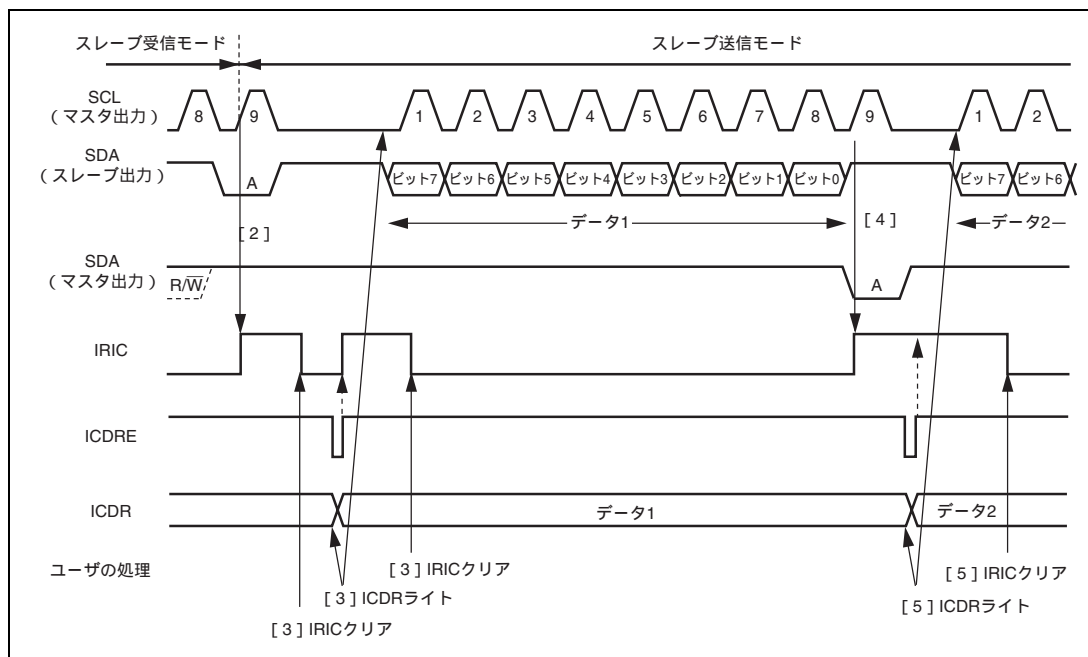 スレーブ受信モード
スレーブ送信モード
SCL
(マスタ出力)
8
9
1
2
3
4
5
6
7
8
9
1
2
SDA
(スレーブ出力)
A
ビット7
ビット6
ビット5
ビット4
ビット3
ビット2
ビット1
ビット0
ビット7
ビット6
データ1
データ2
[2]
[4]
SDA
(マスタ出力)
R/W
A
IRIC
ICDRE
ICDR
データ1
データ2
ユーザの処理
[3] IRICクリア
[3] ICDRライト
[3] IRICクリア
[5] IRICクリア
[5] ICDRライト